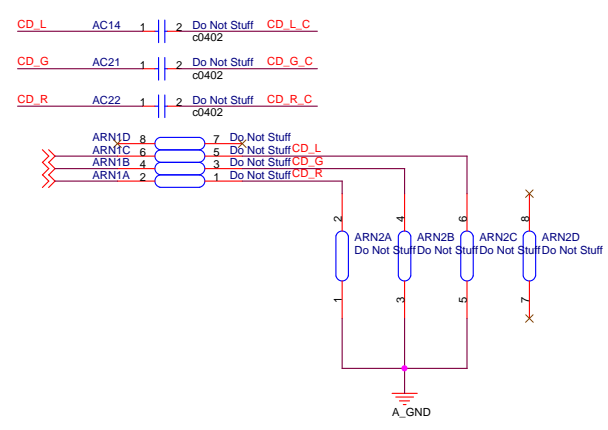 CD_L AC14 1 2 Do Not Stuff CD_L_C
c0402
CD_G AC21 1 2 Do Not Stuff CD_G_C
c0402
CD_R AC22 1 2 Do Not Stuff CD_R_C
c0402
ARN1D 8 7 Do Not Stuff
ARN1C 6 5 Do Not Stuff CD_L
ARN1B 4 3 Do Not Stuff CD_G
ARN1A 2 1 Do Not Stuff CD_R
2 4 6 8
ARN2A ARN2B ARN2C ARN2D
Do Not Stuff Do Not Stuff Do Not Stuff Do Not Stuff
1 3 5 7
A_GND